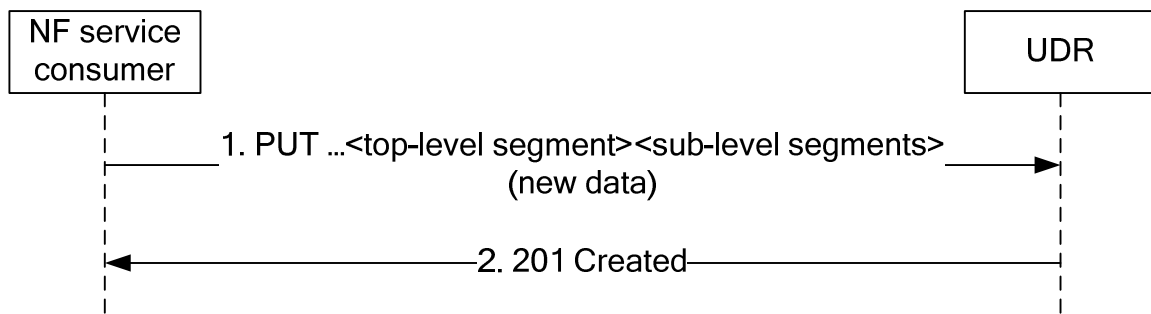 NF service
consumer
UDR
1. PUT …<top-level segment><sub-level segments>
(new data)
2. 201 Created